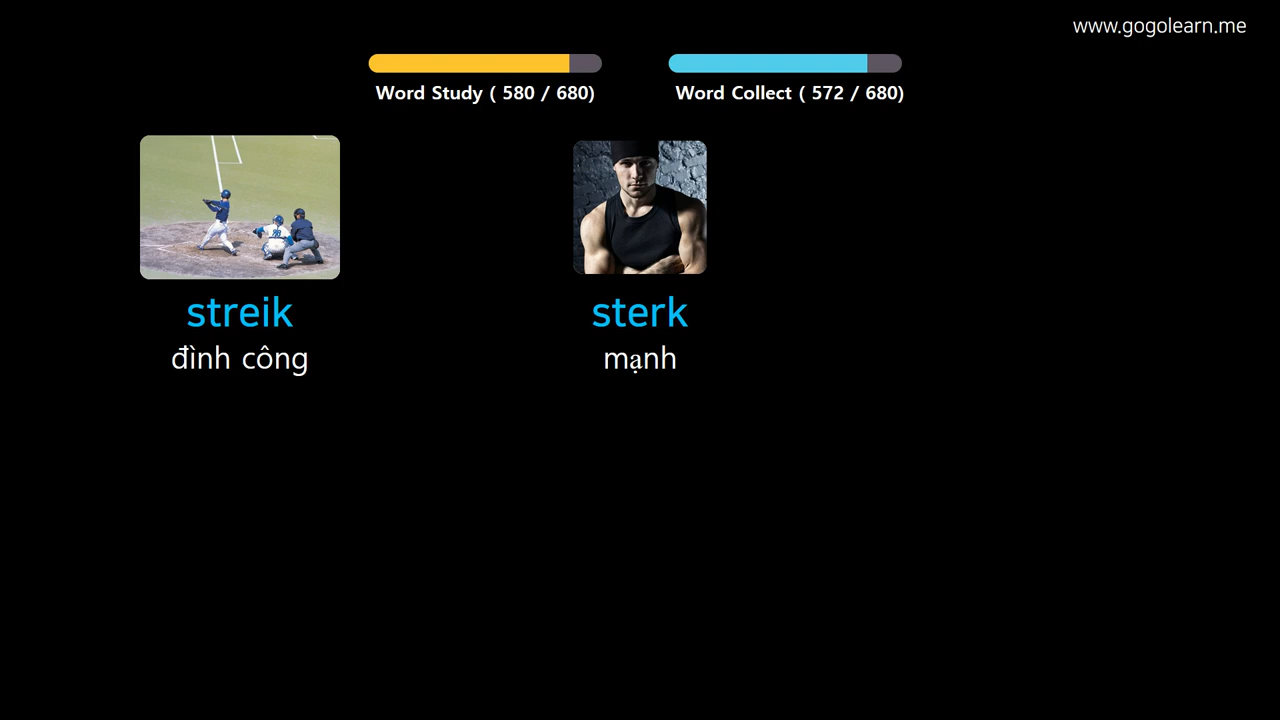 www.gogolearn.me
Word Study ( 580 / 680)
Word Collect ( 572 / 680)
streik
sterk
đình công
mạnh